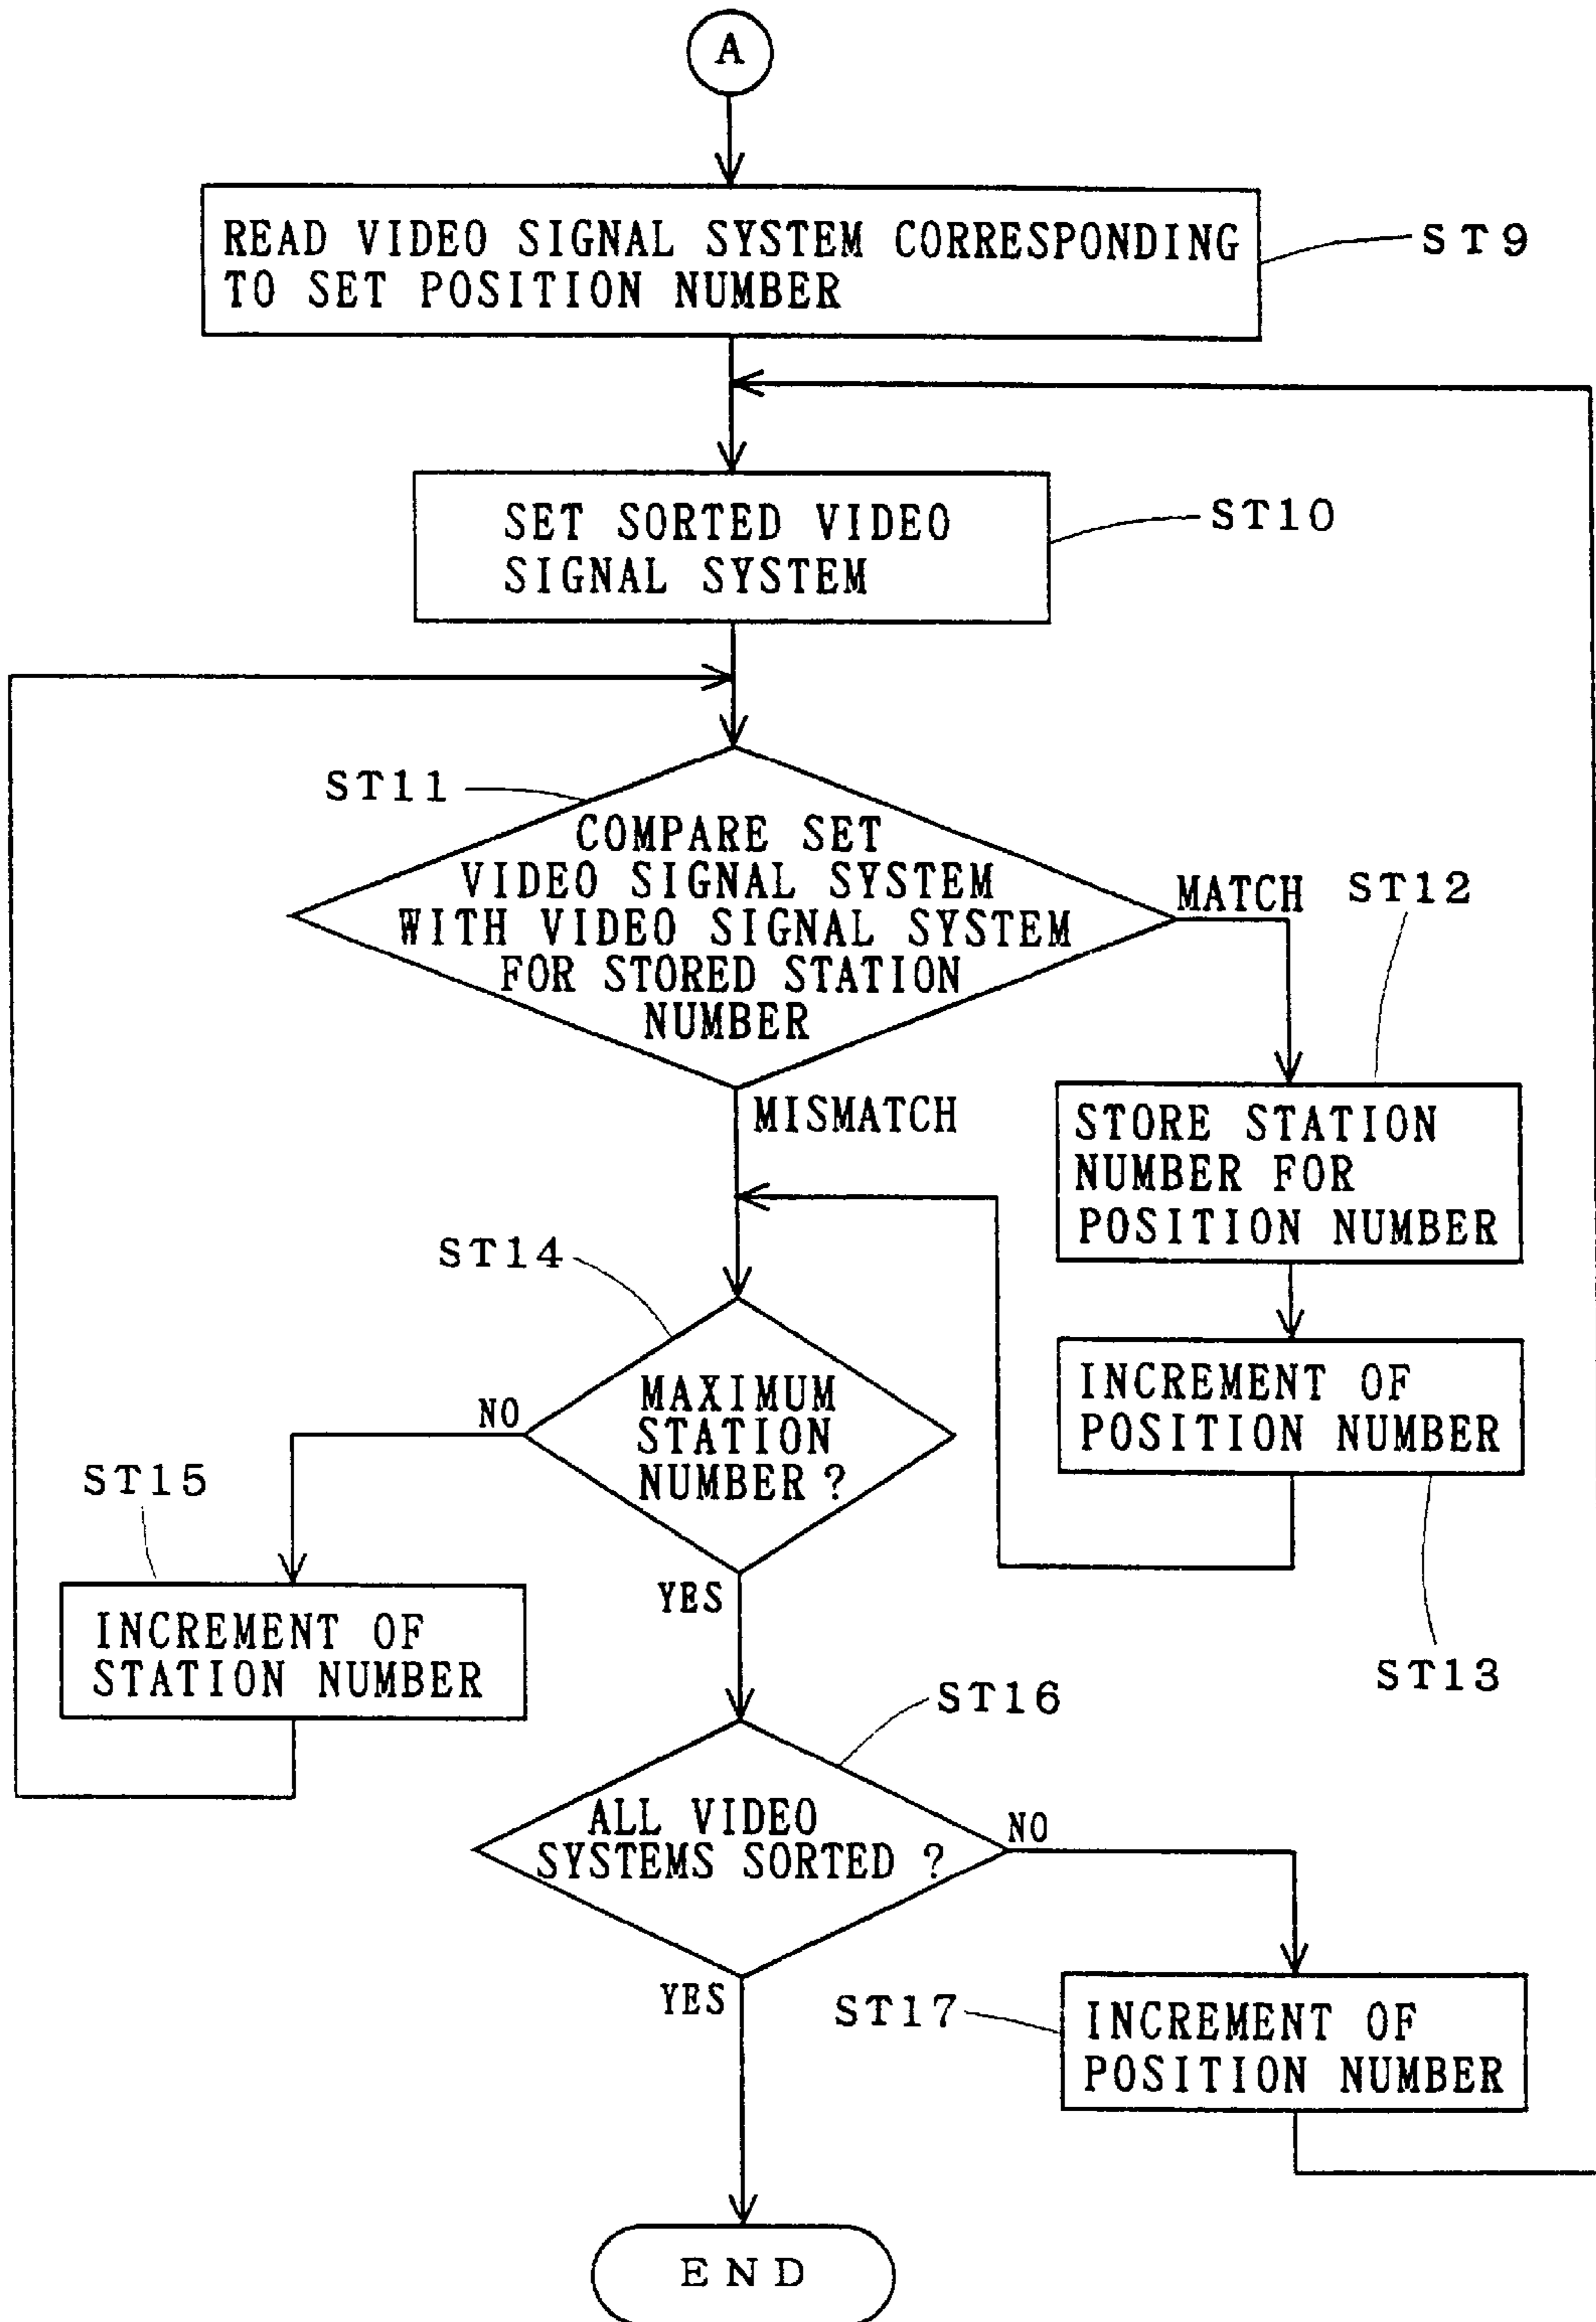 A
READ VIDEO SIGNAL SYSTEM CORRESPONDING
TO SET POSITION NUMBER
ST9
SET SORTED VIDEO
SIGNAL SYSTEM
ST10
ST11
COMPARE SET
VIDEO SIGNAL SYSTEM
WITH VIDEO SIGNAL SYSTEM
FOR STORED STATION
NUMBER
MATCH
ST12
MISMATCH
STORE STATION
NUMBER FOR
POSITION NUMBER
ST14
MAXIMUM
STATION
NUMBER ?
NO
INCREMENT OF
POSITION NUMBER
ST15
YES
INCREMENT OF
STATION NUMBER
ST13
ST16
ALL VIDEO
SYSTEMS SORTED ?
NO
YES
ST17
INCREMENT OF
POSITION NUMBER
END